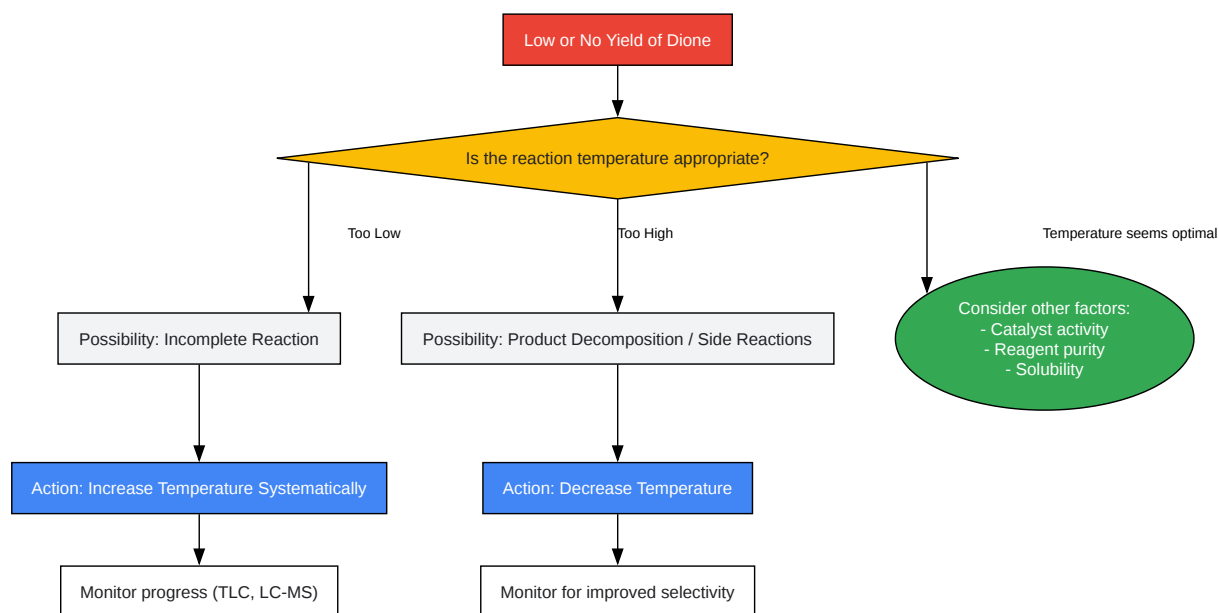 Low or No Yield of Dione
Is the reaction temperature appropriate?
Too Low
Too High
Temperature seems optimal
Possibility: Incomplete Reaction
Possibility: Product Decomposition / Side Reactions
Consider other factors:
- Catalyst activity
- Reagent purity
- Solubility
Action: Increase Temperature Systematically
Action: Decrease Temperature
Monitor progress (TLC, LC-MS)
Monitor for improved selectivity